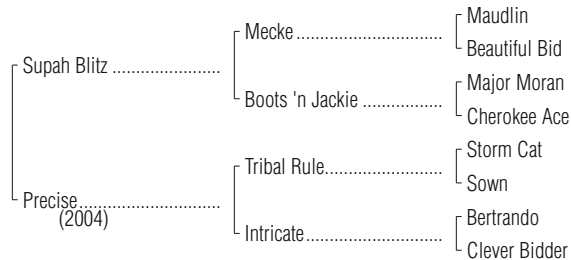 Maudlin
Mecke
Beautiful Bid
Supah Blitz
Major Moran
Boots 'n Jackie
Cherokee Ace
Storm Cat
Tribal Rule
Sown
Precise
(2004)
Bertrando
Intricate
Clever Bidder